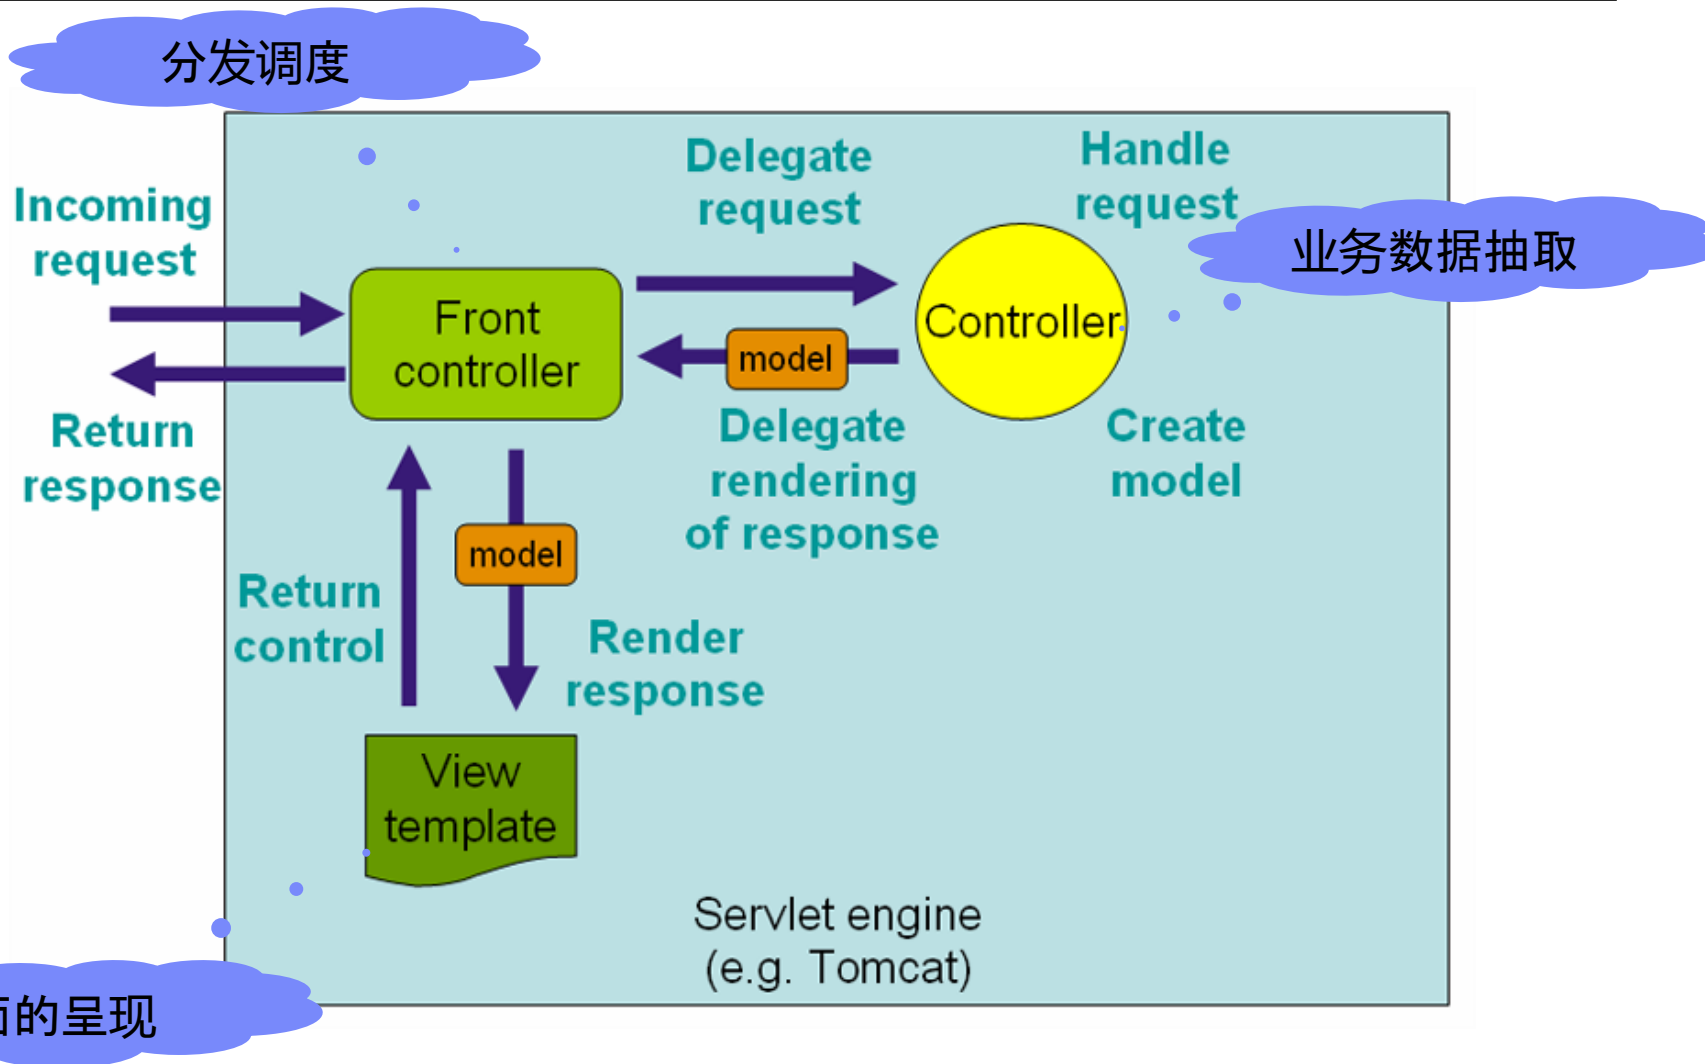 分发调度
Delegate
request
Handle
request
Incoming
request
业务数据抽取
Front
controller
Controller
model
Return
response
Delegate
rendering
of response
Create
model
model
Return
control
Render
response
View
template
Servlet engine
(e.g. Tomcat)
的呈现